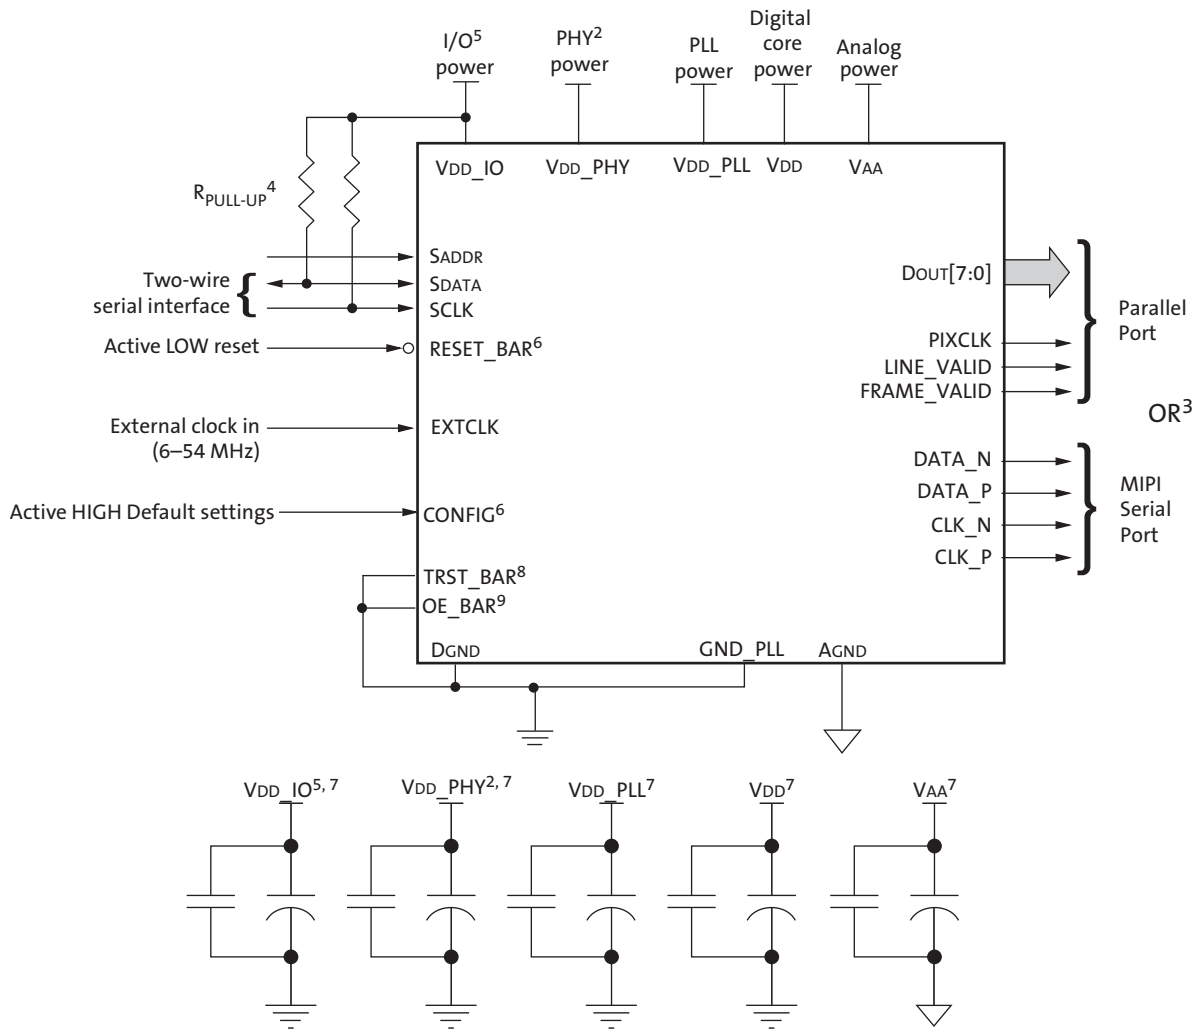 I/O5
power
PHY2
power
PLL
power
Digital
core
power
Analog
power
VDD_IO
VDD_PHY
VDD_PLL
VDD
VAA
RPULL-UP4
SADDR
SDATA
SCLK
Two-wire
serial interface
Active LOW reset
RESET_BAR6
External clock in
(6–54 MHz)
EXTCLK
Active HIGH Default settings
CONFIG6
TRST_BAR8
OE_BAR9
DGND
GND_PLL
AGND
DOUT[7:0]
PIXCLK
LINE_VALID
FRAME_VALID
Parallel
Port
OR3
DATA_N
DATA_P
CLK_N
CLK_P
MIPI
Serial
Port
VDD_IO5, 7
VDD_PHY2, 7
VDD_PLL7
VDD7
VAA7